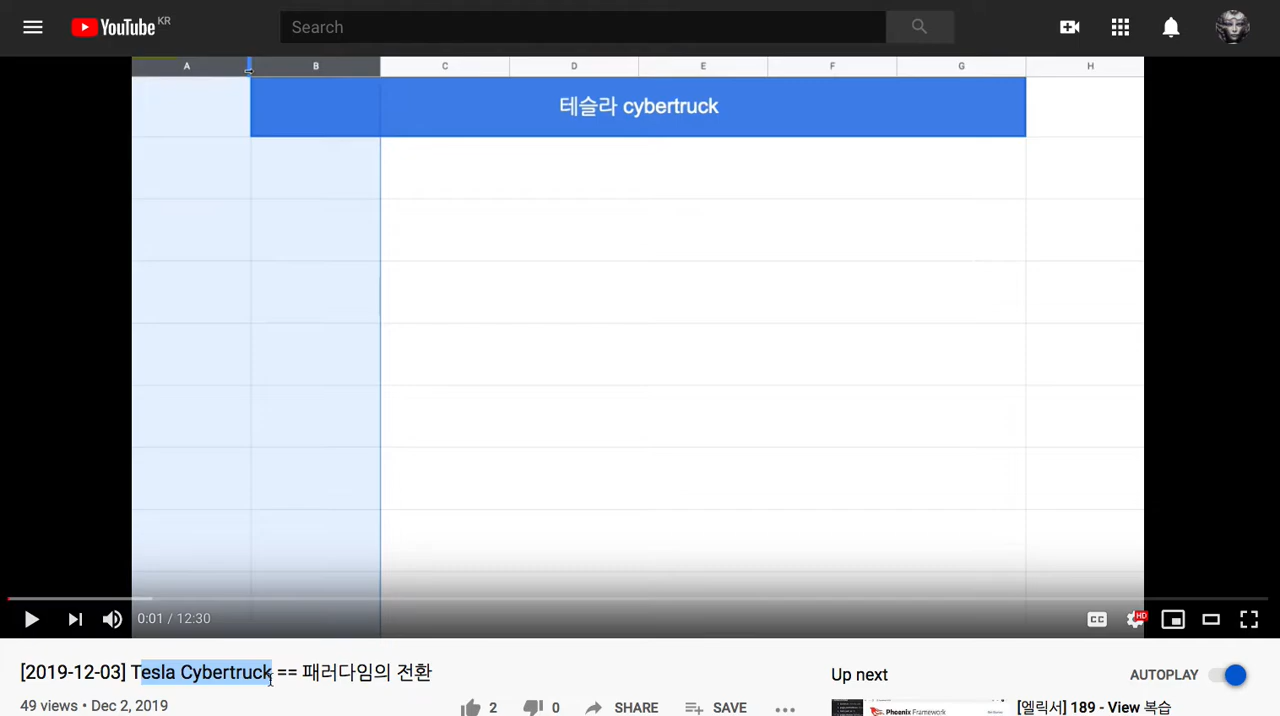 YouTube KR
Search
A B C D E F G H
테슬라 cybertruck
0:01 / 12:30
CC
HD
[2019-12-03] Tesla Cybertruck == 패러다임의 전환
49 views • Dec 2, 2019
2
0
SHARE
SAVE
Up next
AUTOPLAY
Phoenix Framework
[엘릭서] 189 - View 복습